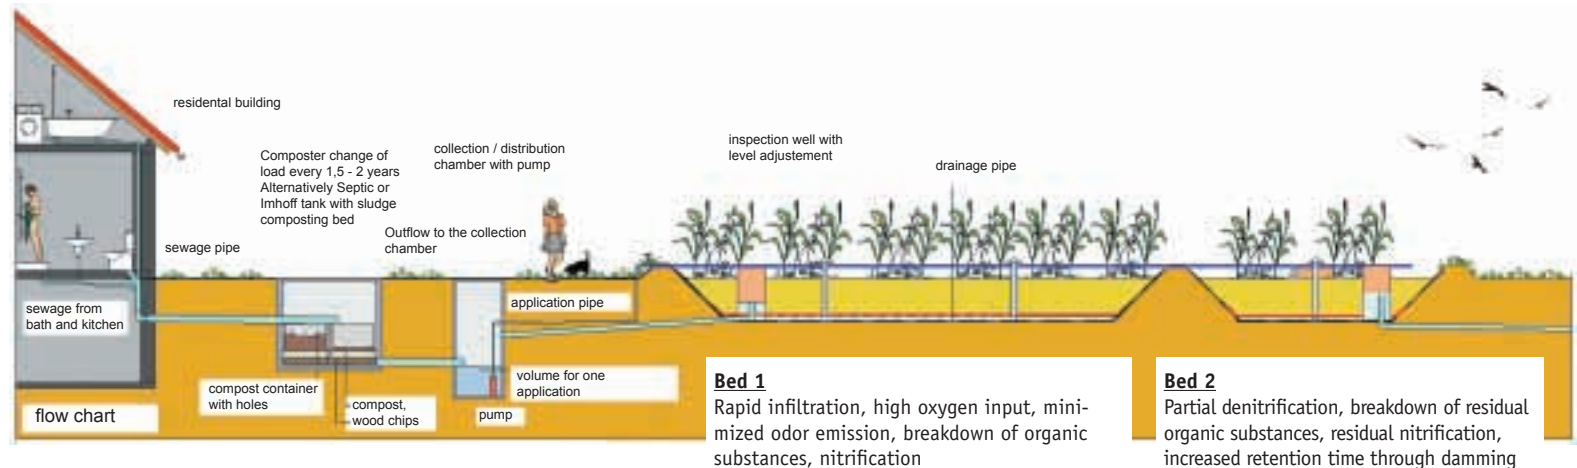 residental building
Composter change of
load every 1,5 - 2 years
Alternatively Septic or
Imhoff tank with sludge
composting bed
collection / distribution
chamber with pump
inspection well with
level adjustement
drainage pipe
sewage pipe
Outflow to the collection
chamber
sewage from
bath and kitchen
application pipe
compost container
with holes
compost,
wood chips
volume for one
application
pump
flow chart
Bed 1
Rapid infiltration, high oxygen input, mini-
mized odor emission, breakdown of organic
substances, nitrification
Bed 2
Partial denitrification, breakdown of residual
organic substances, residual nitrification,
increased retention time through damming